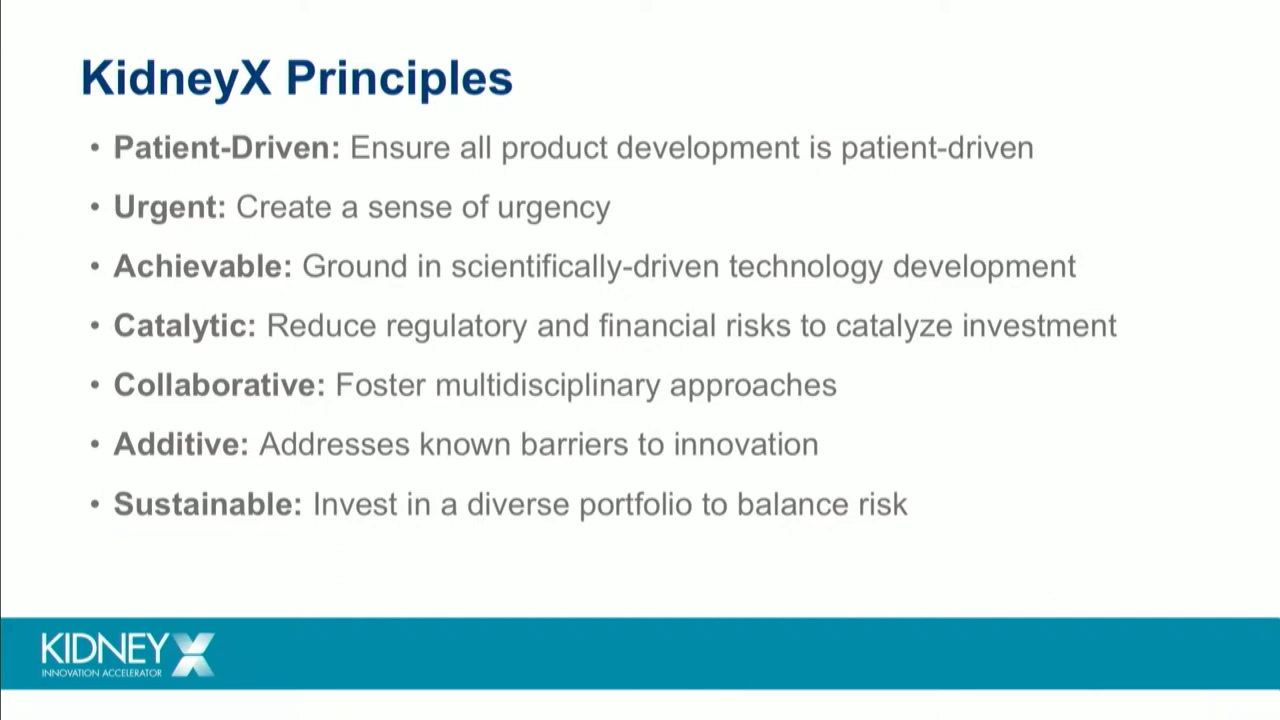 KidneyX Principles
• Patient-Driven: Ensure all product development is patient-driven
• Urgent: Create a sense of urgency
• Achievable: Ground in scientifically-driven technology development
• Catalytic: Reduce regulatory and financial risks to catalyze investment
• Collaborative: Foster multidisciplinary approaches
• Additive: Addresses known barriers to innovation
• Sustainable: Invest in a diverse portfolio to balance risk
KIDNEYX
INNOVATION ACCELERATOR